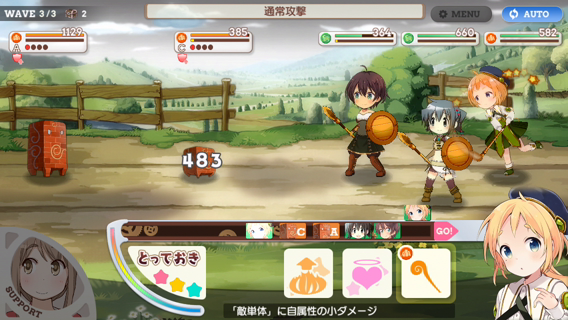 WAVE 3/3 2
通常攻撃
MENU
AUTO
1129
A
385
C
364
660
582
483
C
A
GO!
とっておき
SUPPORT
「敵単体」に自属性の小ダメージ